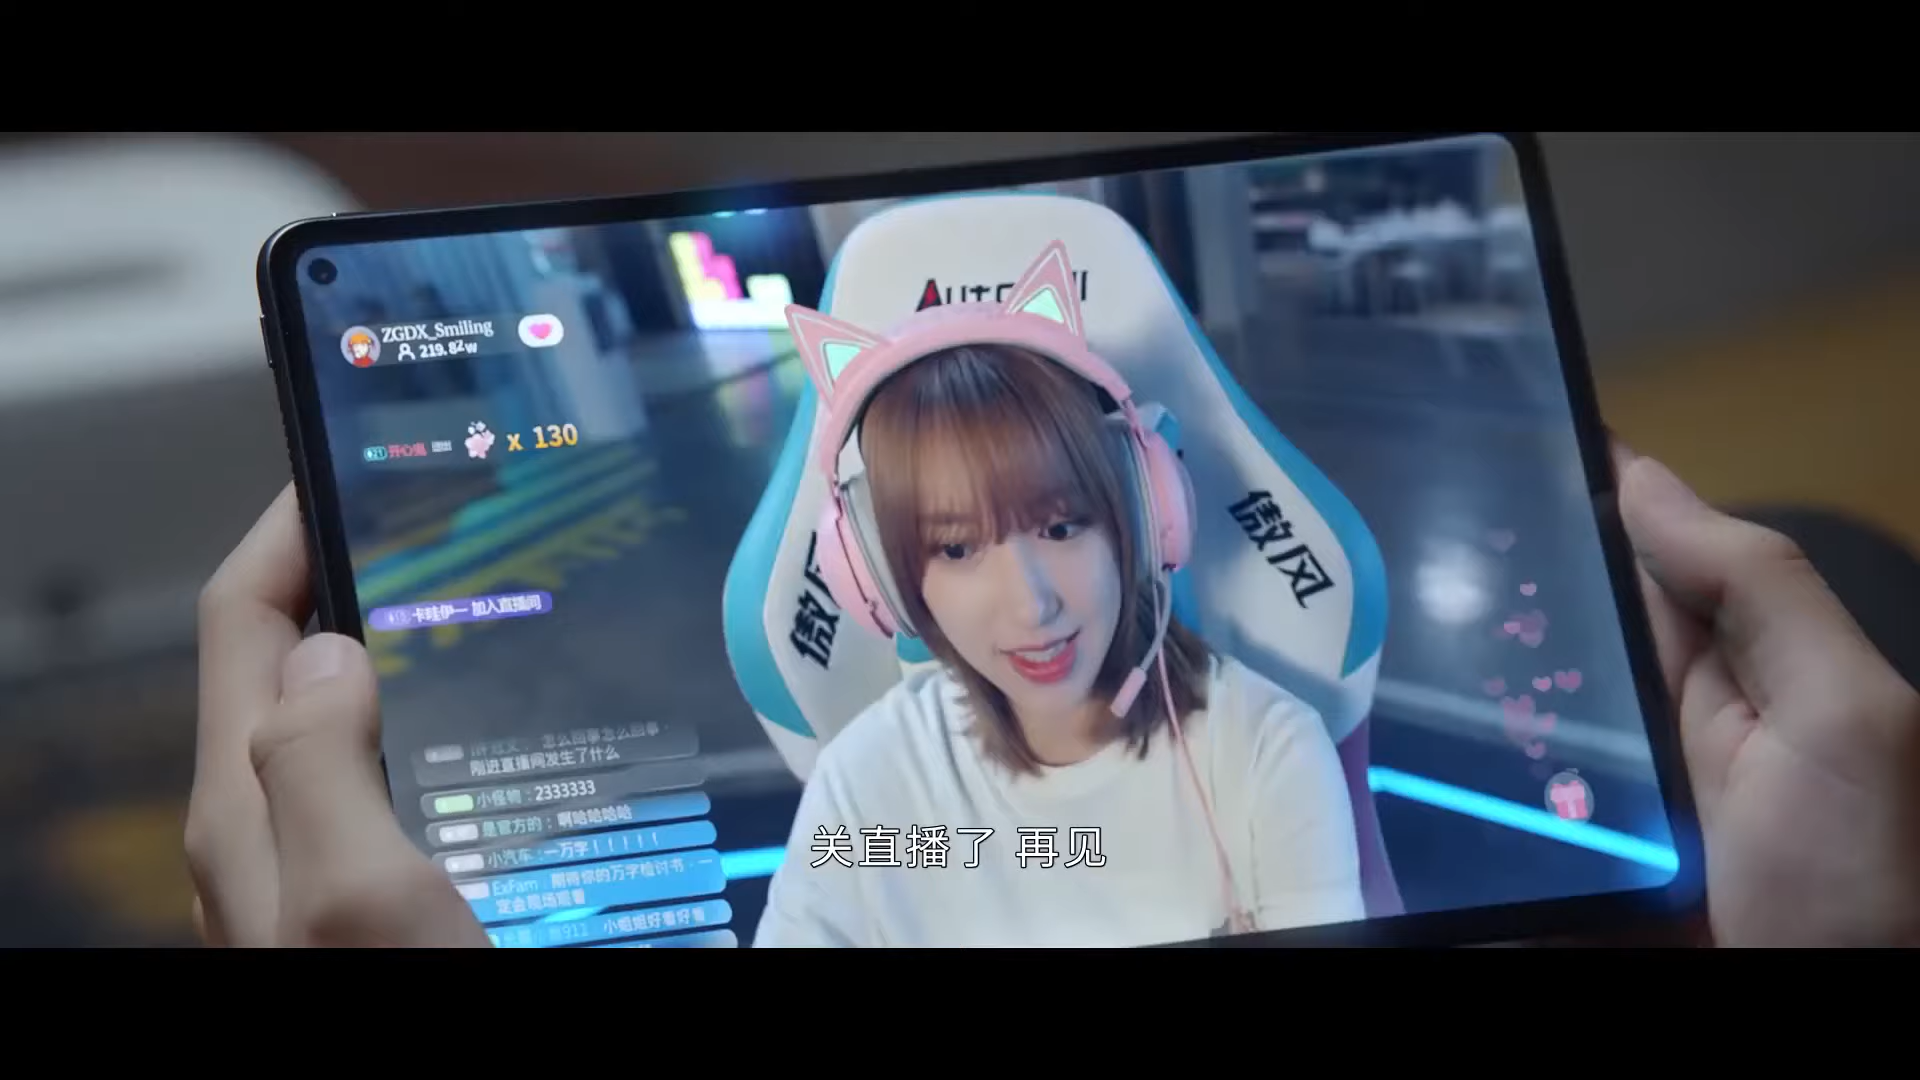 ZGDX_Smiling
219.82w
x 130
卡哇伊一 加入直播间
怎么回事怎么回事
刚进直播间发生了什么
小怪物：2333333
是官方的：啊哈哈哈哈
小汽车：一万字！！！！！
ExFam：期待你的万字检讨书·一
定会现场观看
小姐姐好看好看
傲风
傲
关直播了 再见